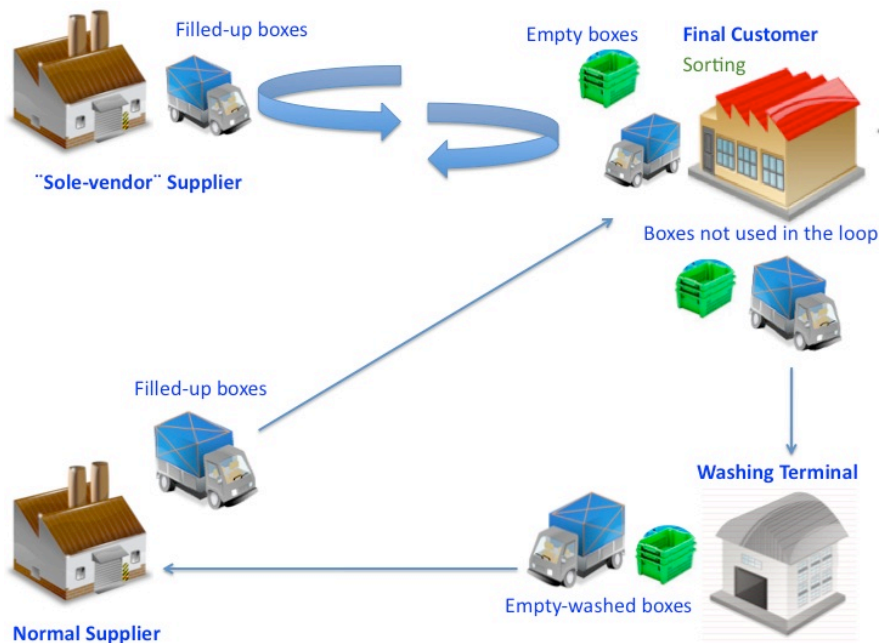 Filled-up boxes
Empty boxes
Final Customer
Sorting
¨Sole-vendor¨ Supplier
Boxes not used in the loop
Filled-up boxes
Washing Terminal
Empty-washed boxes
Normal Supplier